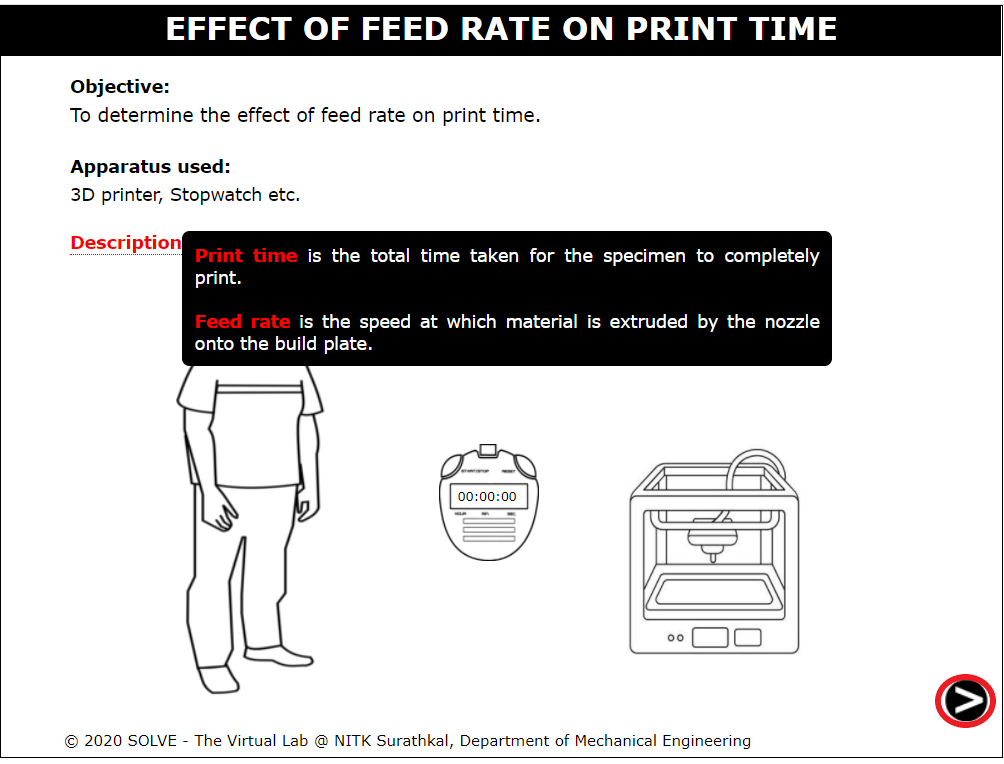 EFFECT OF FEED RATE ON PRINT TIME
Objective:
To determine the effect of feed rate on print time.
Apparatus used:
3D printer, Stopwatch etc.
Description
Print time is the total time taken for the specimen to completely
print.
Feed rate is the speed at which material is extruded by the nozzle
onto the build plate.
START/STOP RESET
00:00:00
HOUR MIN. SEC.
© 2020 SOLVE - The Virtual Lab @ NITK Surathkal, Department of Mechanical Engineering